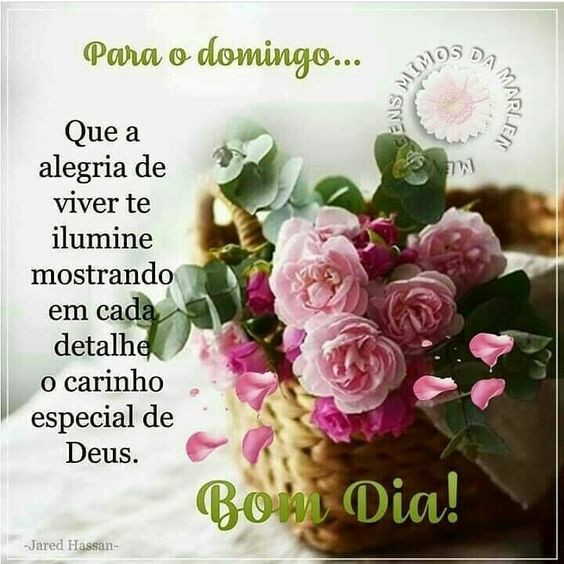 Para o domingo...
MENSAGENS MIMOS DA MARLEN
Que a
alegria de
viver te
ilumine
mostrando
em cada
detalhe
o carinho
especial de
Deus.
Bom Dia!
-Jared Hassan-